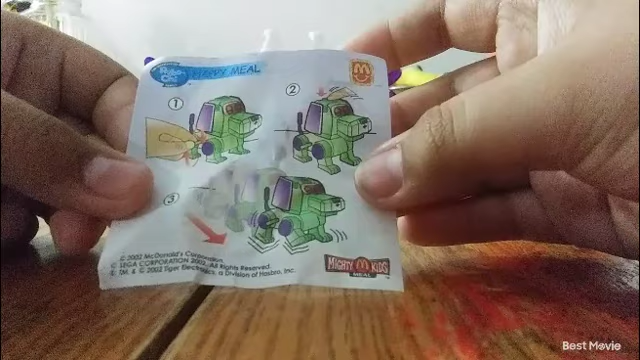 HAPPY MEAL
M
1
2
3
© 2002 McDonald's Corporation.
© SEGA CORPORATION 2002. All Rights Reserved.
TM. & © 2002 Tiger Electronics, a Division of Hasbro, Inc.
MIGHTY KIDS
MEAL
Best Movie